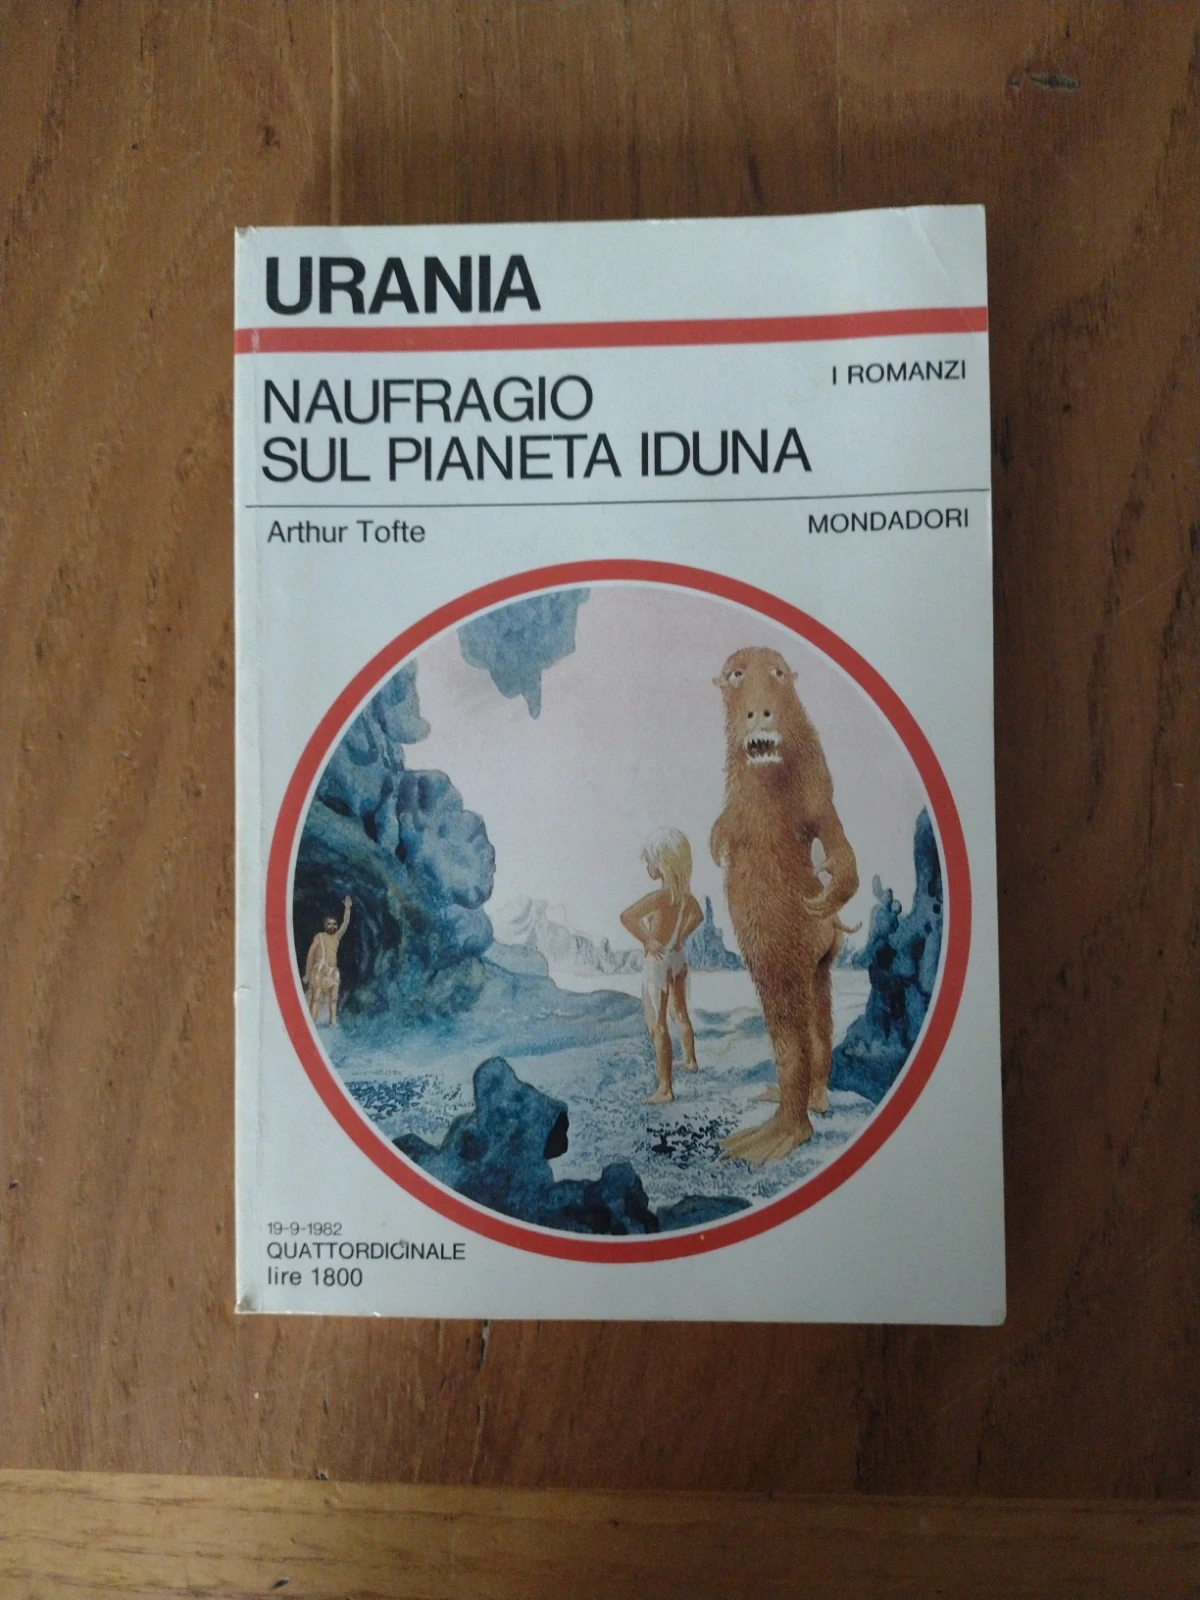 URANIA
I ROMANZI
NAUFRAGIO
SUL PIANETA IDUNA
Arthur Tofte
MONDADORI
19-9-1982
QUATTORDICINALE
lire 1800